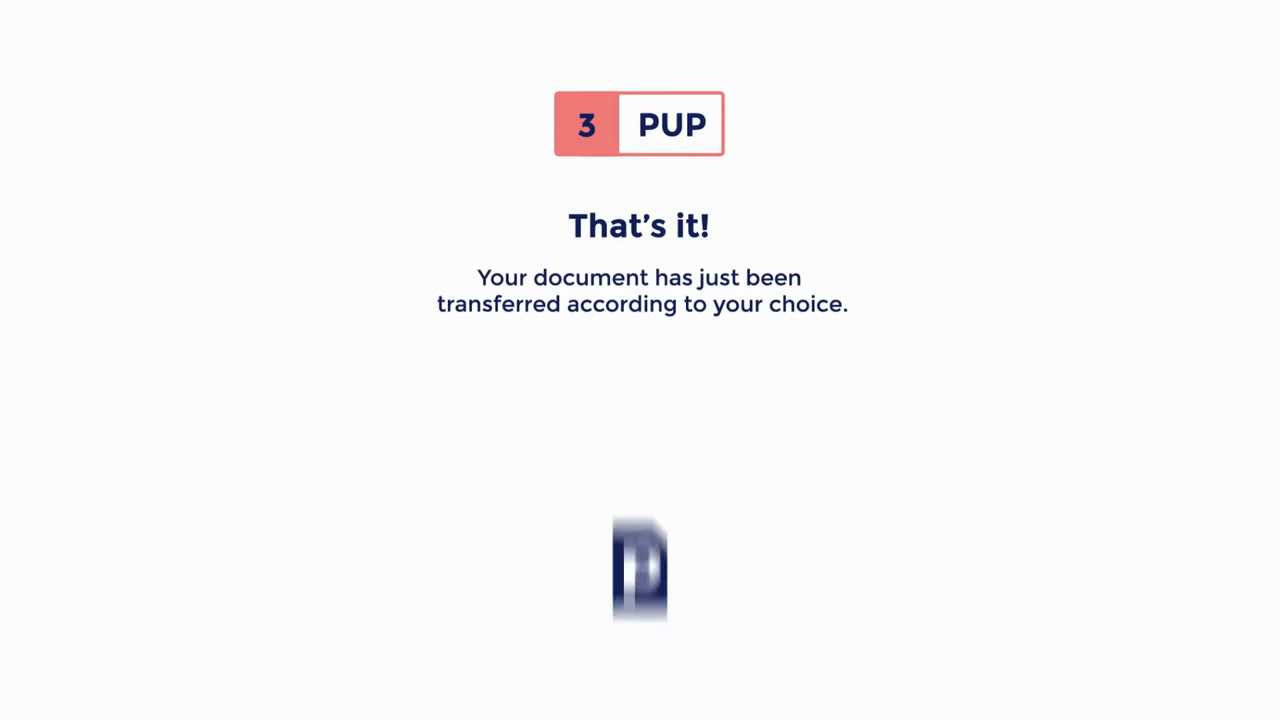 3 PUP
That's it!
Your document has just been
transferred according to your choice.